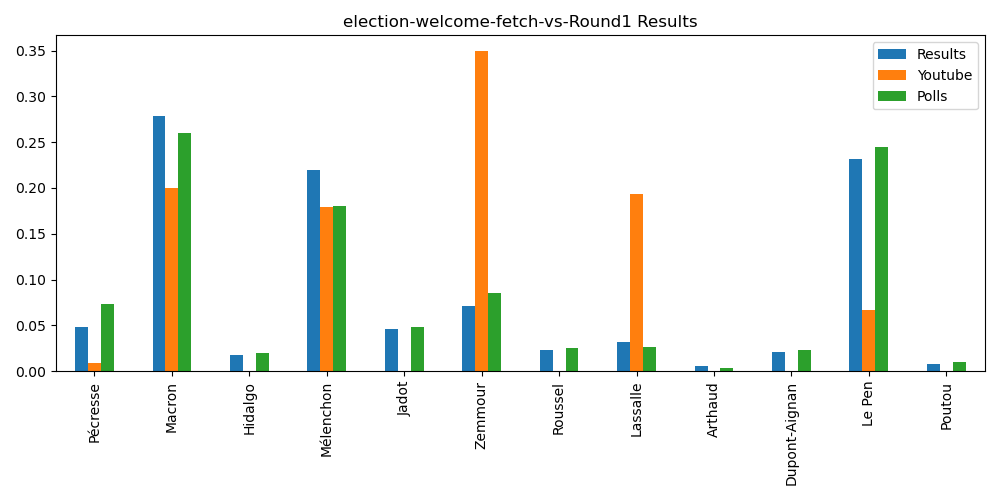 election-welcome-fetch-vs-Round1 Results
Results
Youtube
Polls
0.35
0.30
0.25
0.20
0.15
0.10
0.05
0.00
Pécresse
Macron
Hidalgo
Mélenchon
Jadot
Zemmour
Roussel
Lassalle
Arthaud
Dupont-Aignan
Le Pen
Poutou